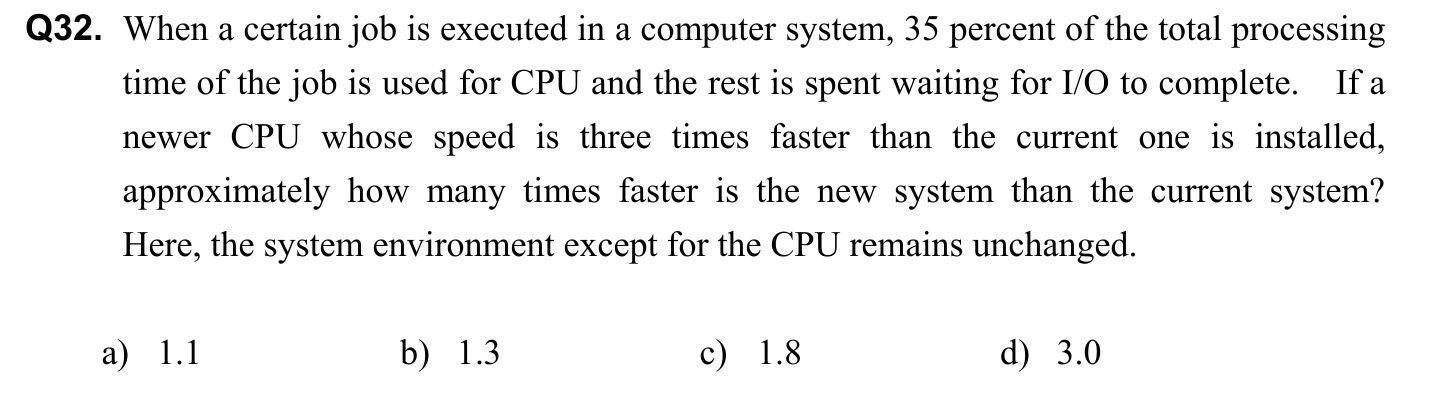 Q32. When a certain job is executed in a computer system, 35 percent of the total processing
time of the job is used for CPU and the rest is spent waiting for I/O to complete. If a
newer CPU whose speed is three times faster than the current one is installed,
approximately how many times faster is the new system than the current system?
Here, the system environment except for the CPU remains unchanged.
a) 1.1 b) 1.3 c) 1.8 d) 3.0